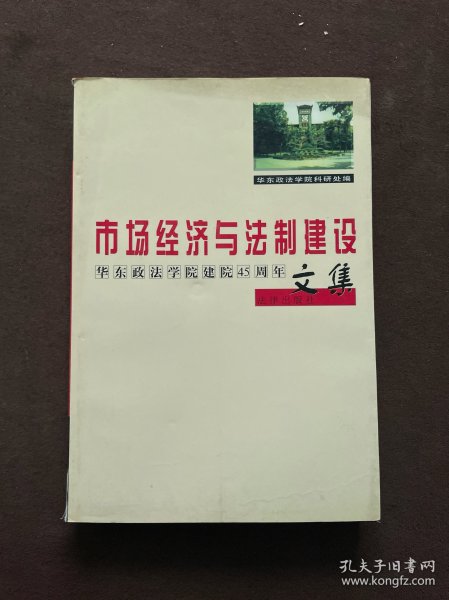 华东政法学院科研处编
市场经济与法制建设
华东政法学院建院45周年
文集
法律出版社
孔夫子旧书网
www.kongfz.com